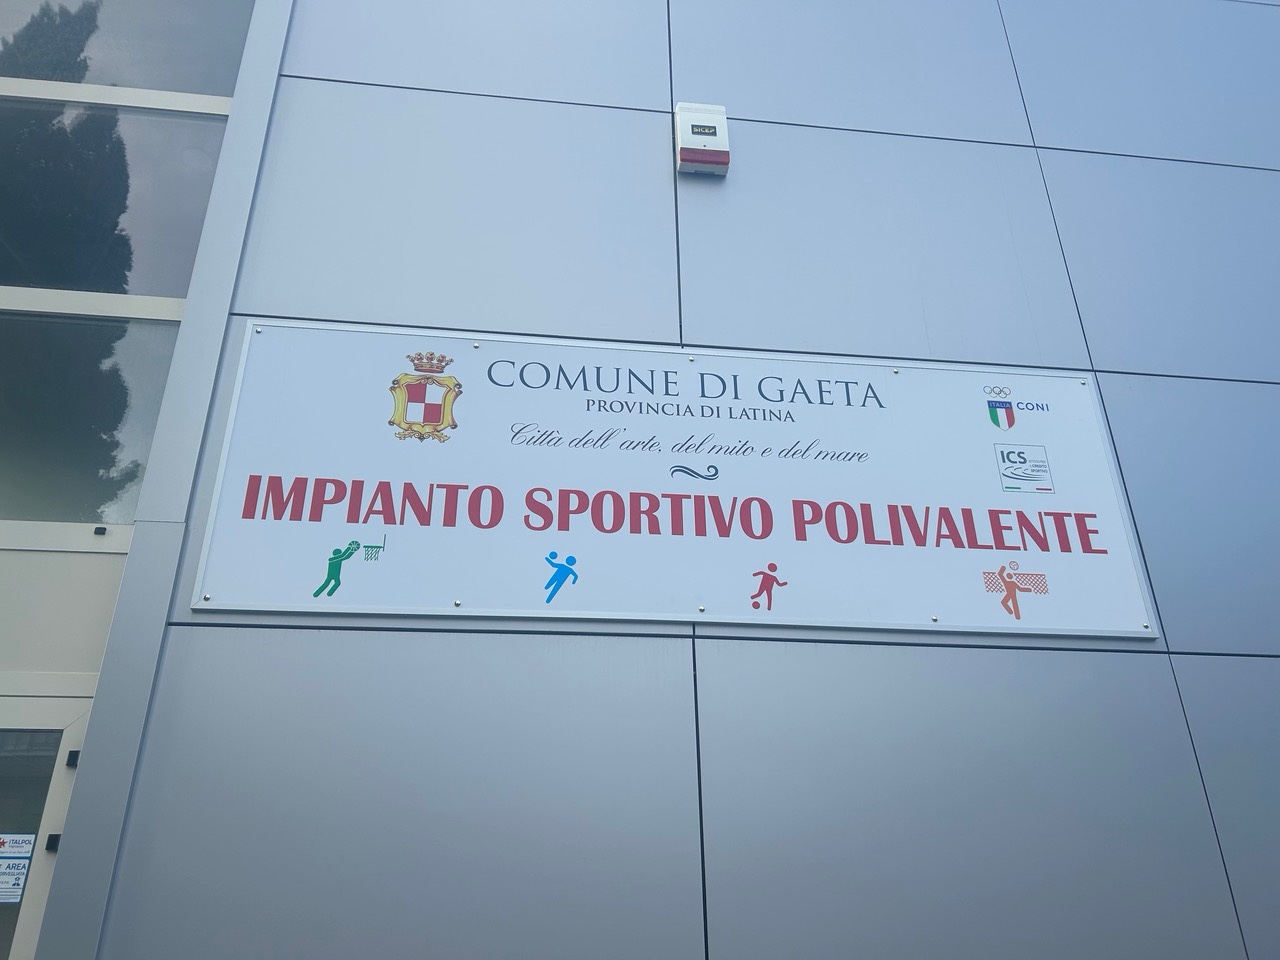 SICEP
COMUNE DI GAETA
PROVINCIA DI LATINA
Città dell'arte, del mito e del mare
ITALIA
CONI
ICS
IMPIANTO SPORTIVO POLIVALENTE
ITALPOL
AREA